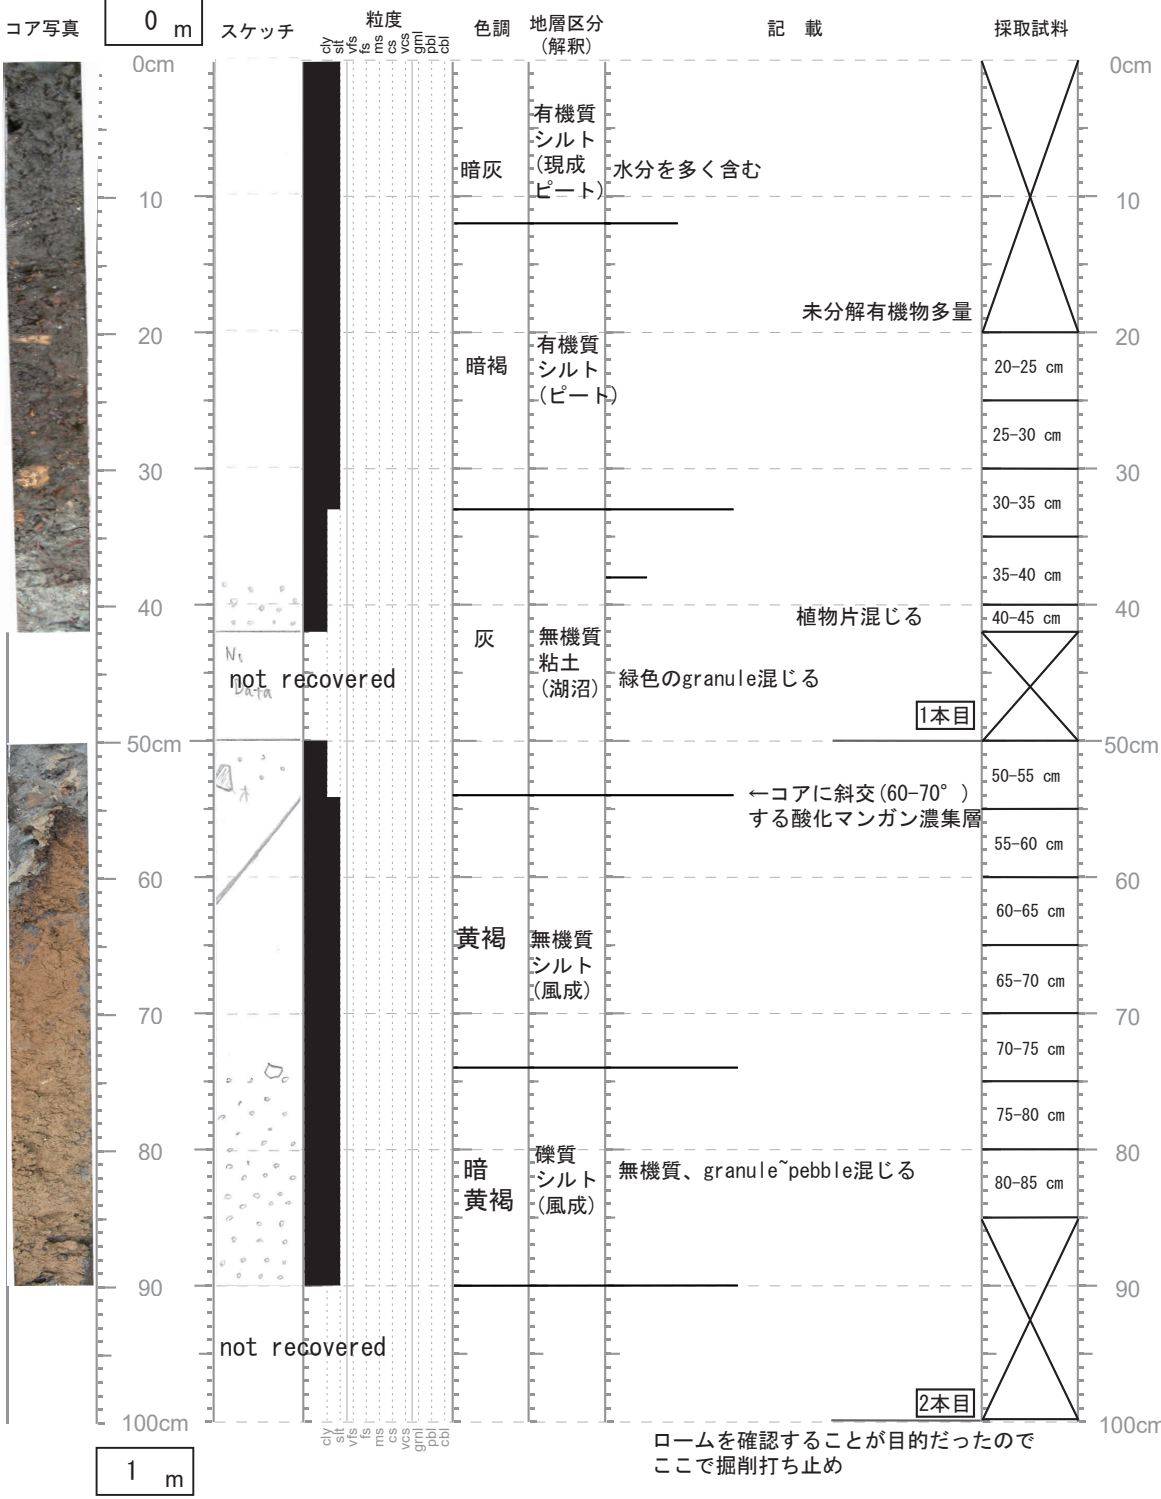 コア写真
0 m
スケッチ
粒度
cly slt vfs fs ms cs vcs grnl pbl cbl
色調
地層区分
(解釈)
記 載
採取試料
0cm
0cm
有機質
シルト
(現成
ピート)
暗灰
水分を多く含む
10
10
未分解有機物多量
20
20
暗褐
有機質
シルト
(ピート)
20-25 cm
25-30 cm
30
30
30-35 cm
35-40 cm
40
40
植物片混じる
40-45 cm
灰
無機質
粘土
(湖沼)
No
Data
not recovered
緑色のgranule混じる
1本目
50cm
50cm
50-55 cm
←コアに斜交(60-70°)
する酸化マンガン濃集層
55-60 cm
60
60
60-65 cm
黄褐
無機質
シルト
(風成)
65-70 cm
70
70
70-75 cm
75-80 cm
80
80
暗
黄褐
礫質
シルト
(風成)
無機質、granule~pebble混じる
80-85 cm
90
90
not recovered
2本目
100cm
100cm
cly slt vfs fs ms cs vcs grnl pbl cbl
ロームを確認することが目的だったので
ここで掘削打ち止め
1 m